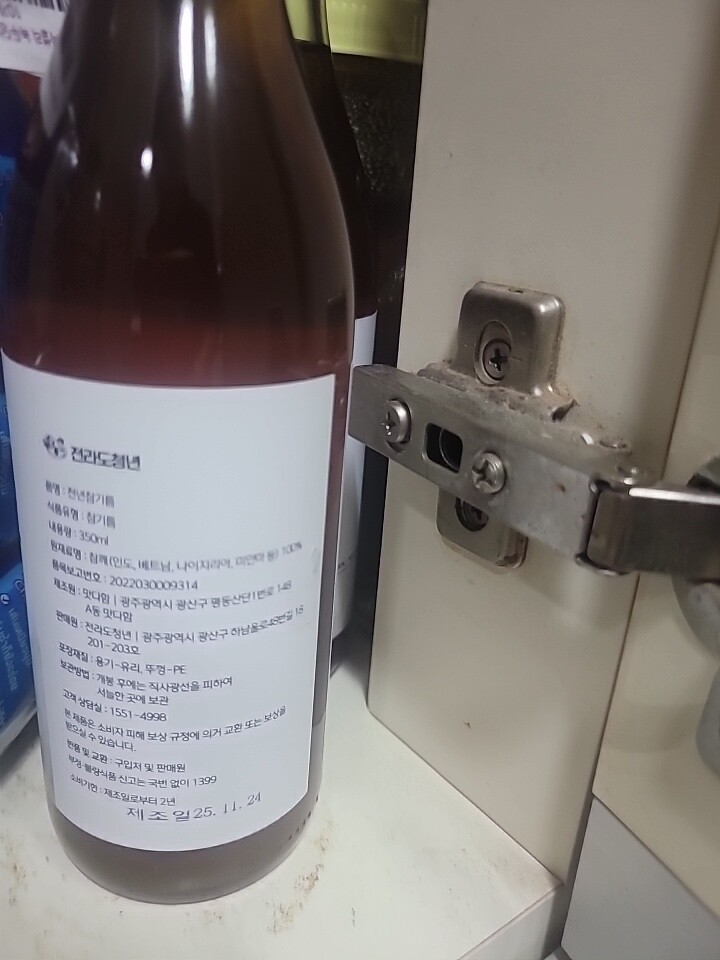 전라도청년
품명 : 천년참기름
식품유형 : 참기름
내용량 : 350ml
원재료명 : 참깨(인도, 베트남, 나이지리아, 미얀마 등) 100%
품목보고번호 : 2022030009314
제조원 : 맛다함 | 광주광역시 광산구 평동산단1번로 148
A동 맛다함
판매원 : 전라도청년 | 광주광역시 광산구 하남울로48번길 18
201-203호
포장재질 : 용기-유리, 뚜껑-PE
보관방법 : 개봉 후에는 직사광선을 피하여
서늘한 곳에 보관
고객 상담실 : 1551-4998
본 제품은 소비자 피해 보상 규정에 의거 교환 또는 보상을
받으실 수 있습니다.
반품 및 교환 : 구입처 및 판매원
부정·불량식품 신고는 국번 없이 1399
소비기한 : 제조일로부터 2년
제조일 25. 11. 24